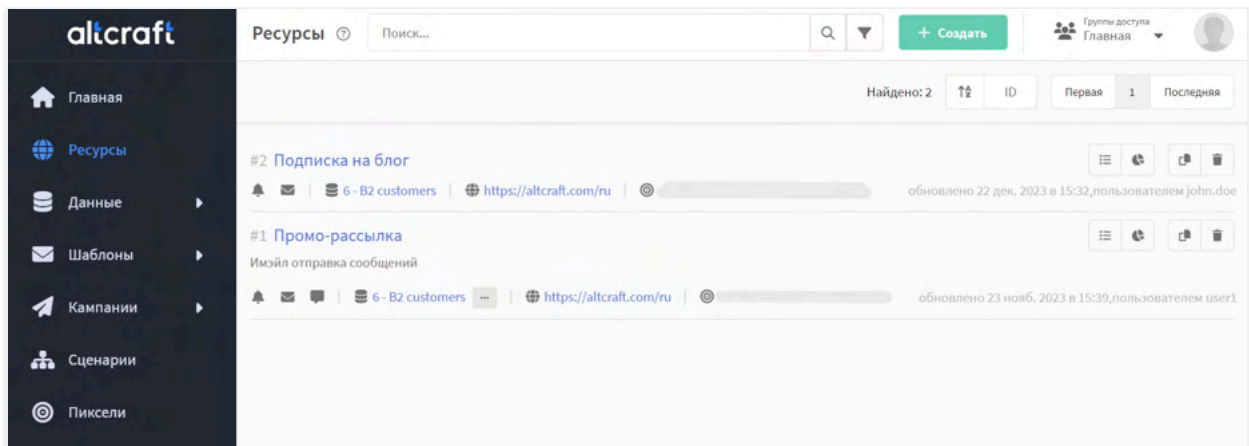 altcraft
Ресурсы
Поиск...
+ Создать
Группы доступа
Главная
Найдено: 2
ID
Первая 1 Последняя
Главная
Ресурсы
Данные
Шаблоны
Кампании
Сценарии
Пиксели
#2 Подписка на блог
6 - B2 customers https://altcraft.com/ru обновлено 22 дек. 2023 в 15:32,пользователем john.doe
#1 Промо-рассылка
Имэйл отправка сообщений
6 - B2 customers ... https://altcraft.com/ru обновлено 23 нояб. 2023 в 15:39,пользователем user1